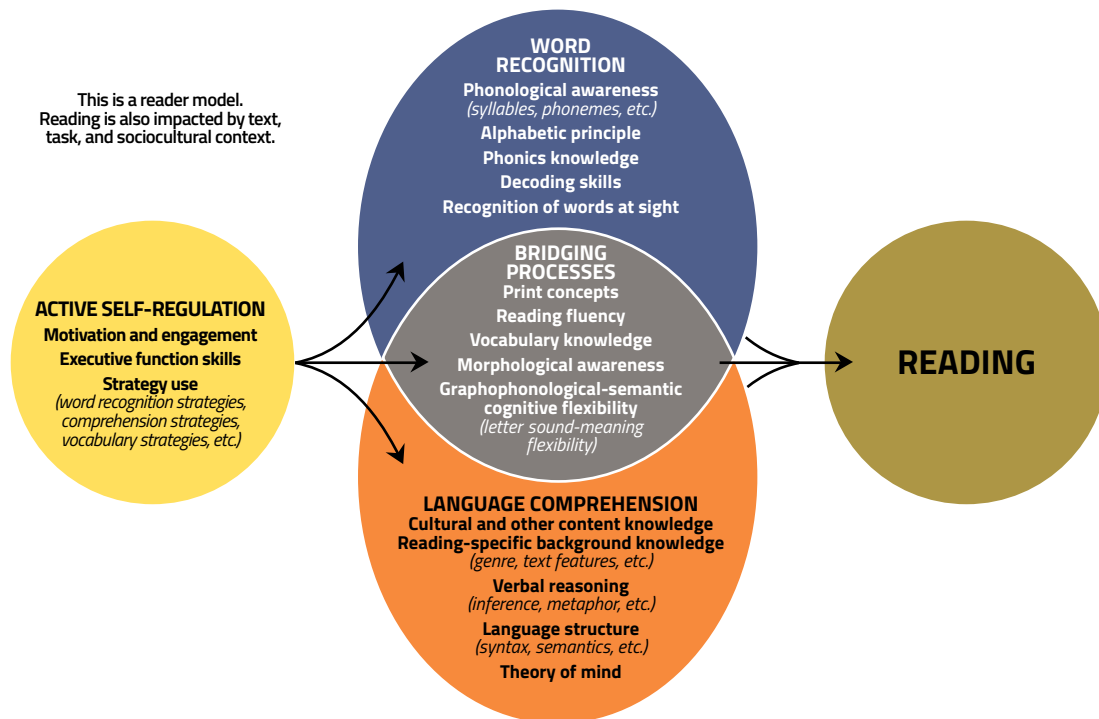 This is a reader model.
Reading is also impacted by text,
task, and sociocultural context.
ACTIVE SELF-REGULATION
Motivation and engagement
Executive function skills
Strategy use
(word recognition strategies,
comprehension strategies,
vocabulary strategies, etc.)
WORD
RECOGNITION
Phonological awareness
(syllables, phonemes, etc.)
Alphabetic principle
Phonics knowledge
Decoding skills
Recognition of words at sight
BRIDGING
PROCESSES
Print concepts
Reading fluency
Vocabulary knowledge
Morphological awareness
Graphophonological-semantic
cognitive flexibility
(letter sound-meaning
flexibility)
LANGUAGE COMPREHENSION
Cultural and other content knowledge
Reading-specific background knowledge
(genre, text features, etc.)
Verbal reasoning
(inference, metaphor, etc.)
Language structure
(syntax, semantics, etc.)
Theory of mind
READING